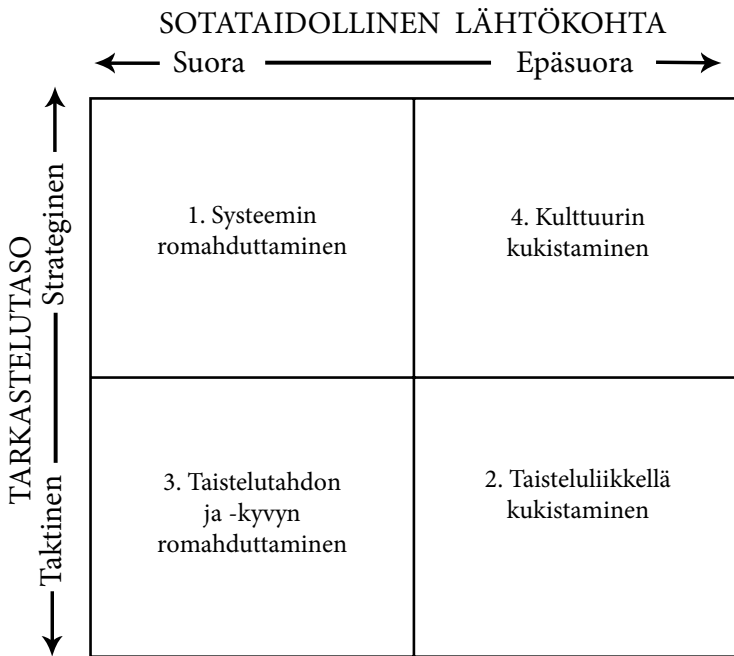 SOTATAIDOLLINEN LÄHTÖKOHTA
Suora
Epäsuora
TARKASTELUTASO
Strateginen
Taktinen
1. Systeemin
romahduttaminen
4. Kulttuurin
kukistaminen
3. Taistelutahdon
ja -kyvyn
romahduttaminen
2. Taisteluliikkellä
kukistaminen